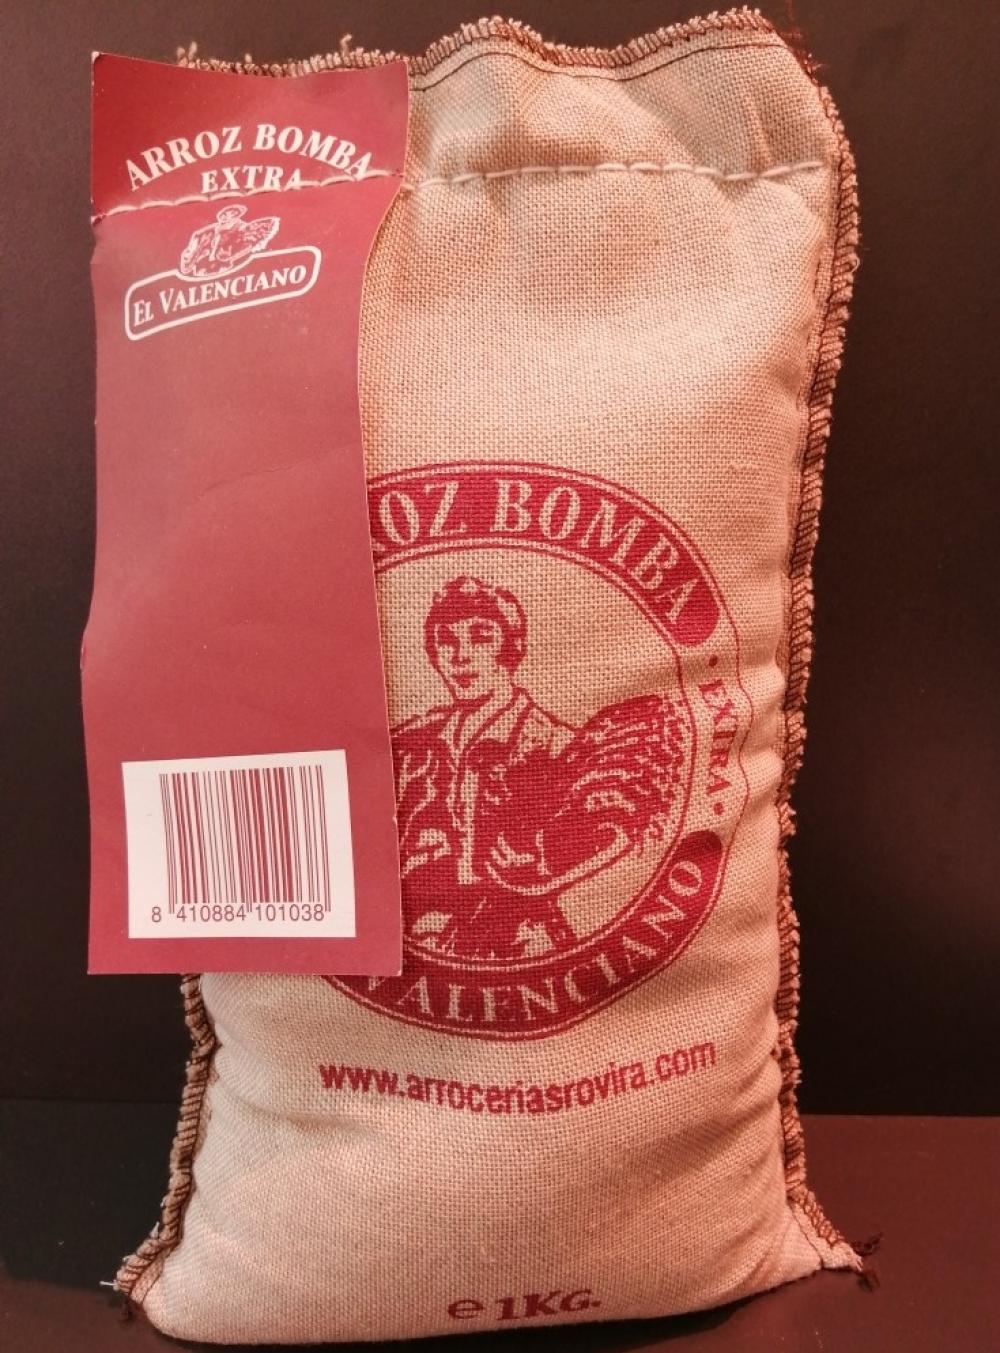 ARROZ BOMBA
EXTRA
EL VALENCIANO
8 410884 101038
OZ BOMBA
• EXTRA •
VALENCIANO
www.arroceriasrovira.com
e 1KG.